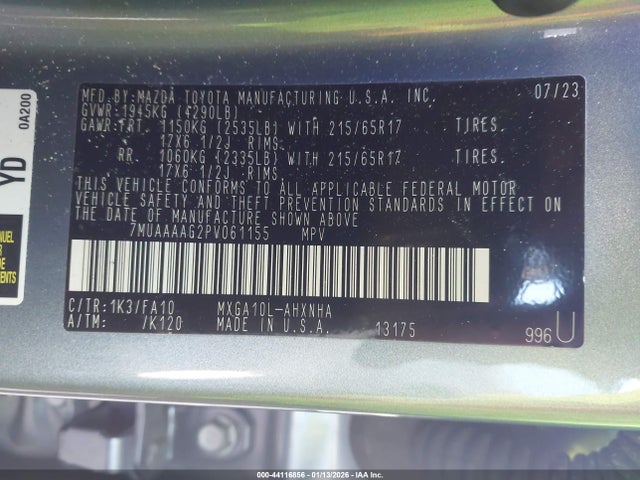 MFD.BY:MAZDA TOYOTA MANUFACTURING U.S.A. INC. 07/23
GVWR:1945KG (4290LB)
GAWR:FRT. 1150KG (2535LB) WITH 215/65R17 TIRES.
17X6 1/2J RIMS.
RR. 1060KG (2335LB) WITH 215/65R17 TIRES.
17X6 1/2J RIMS.
THIS VEHICLE CONFORMS TO ALL APPLICABLE FEDERAL MOTOR
VEHICLE SAFETY AND THEFT PREVENTION STANDARDS IN EFFECT
ON THE DATE OF MANUFACTURE SHOWN ABOVE.
7MUAAAAG2PV061155 MPV
C/TR:1K3/FA10 MXGA10L-AHXNHA
A/TM: /K120 MADE IN U.S.A. 13175 996 U
0A200
YD
000-44116856 - 01/13/2026 - IAA Inc.